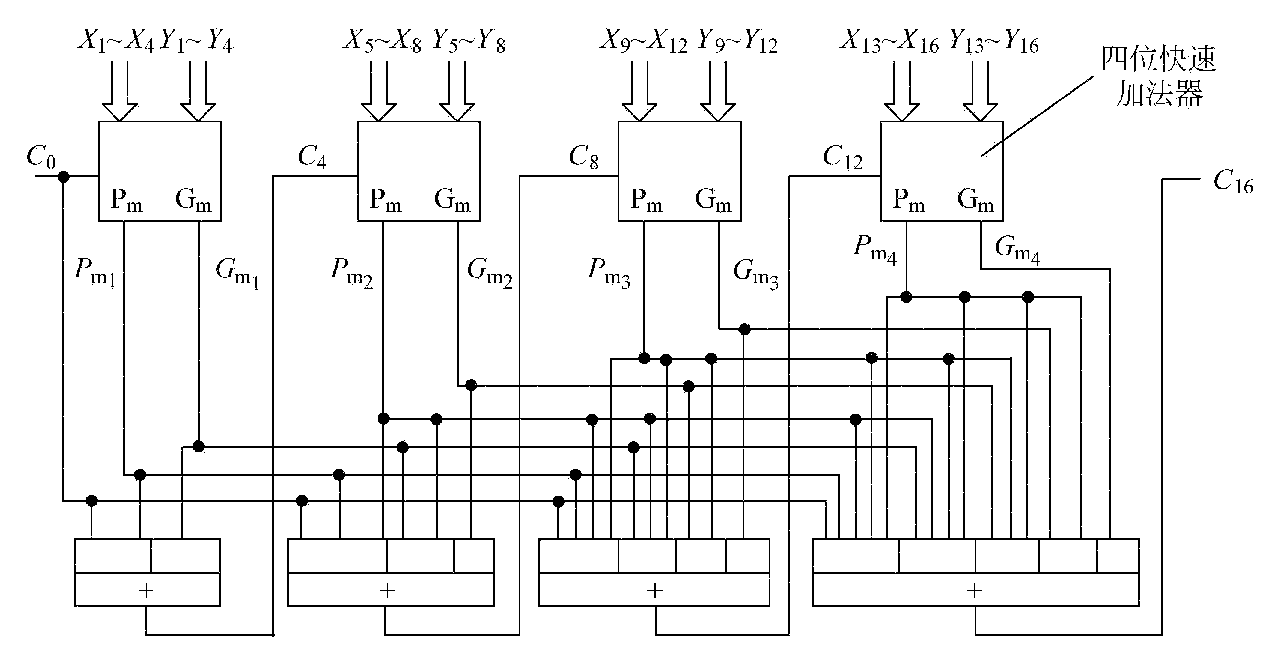 X₁~X₄ Y₁~Y₄ X₅~X₈ Y₅~Y₈ X₉~X₁₂ Y₉~Y₁₂ X₁₃~X₁₆ Y₁₃~Y₁₆
四位快速
加法器
C₀ C₄ C₈ C₁₂ C₁₆
Pₘ Gₘ Pₘ Gₘ Pₘ Gₘ Pₘ Gₘ
Pₘ₁ Gₘ₁ Pₘ₂ Gₘ₂ Pₘ₃ Gₘ₃ Pₘ₄ Gₘ₄
+ + + +